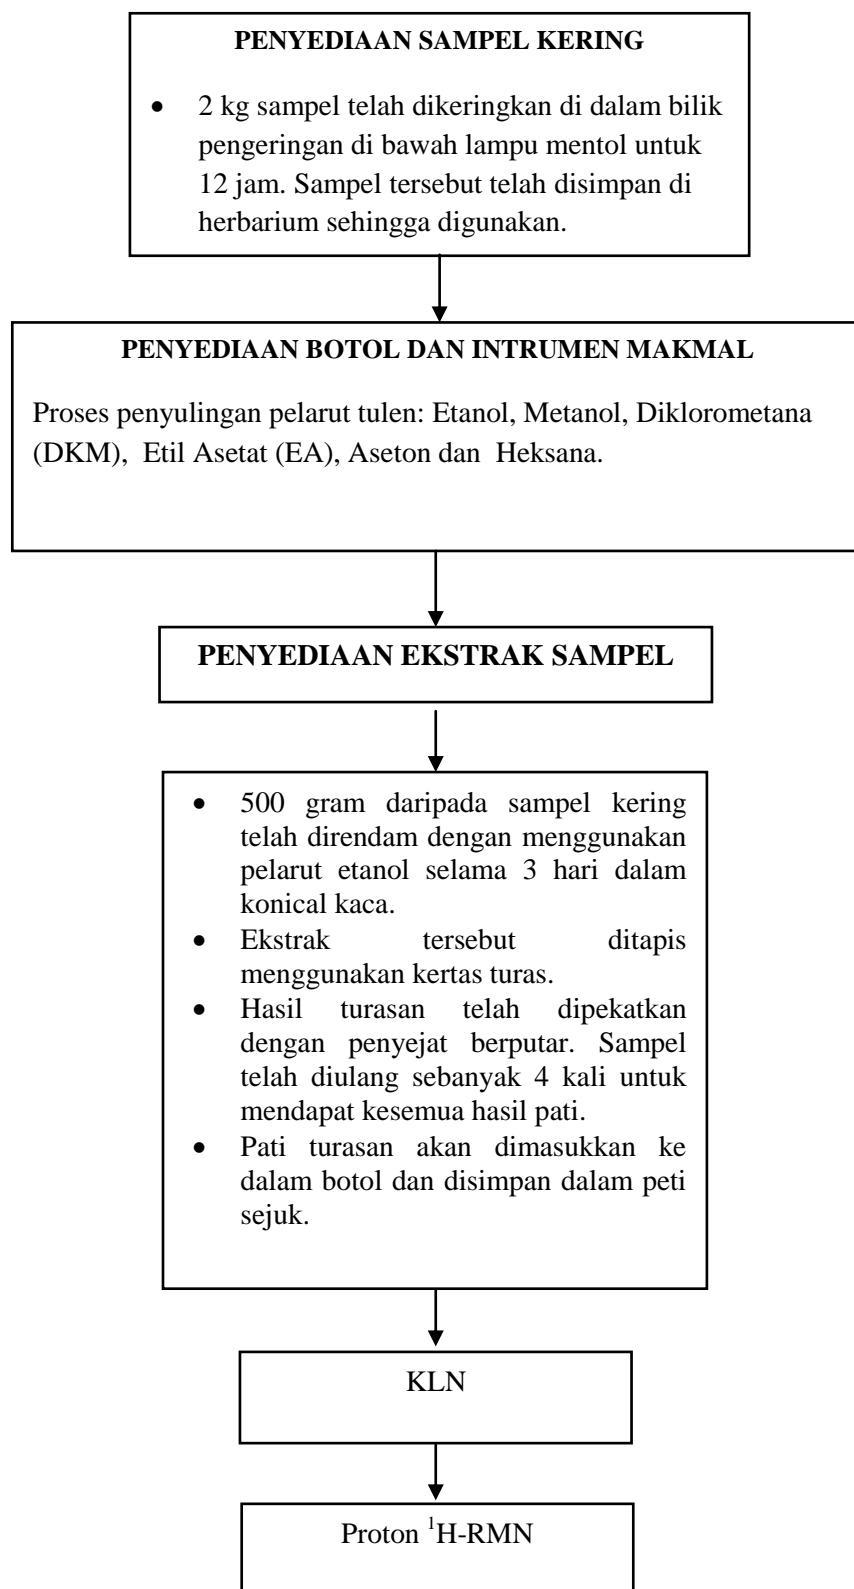 PENYEDIAAN SAMPEL KERING
• 2 kg sampel telah dikeringkan di dalam bilik
pengeringan di bawah lampu mentol untuk
12 jam. Sampel tersebut telah disimpan di
herbarium sehingga digunakan.
PENYEDIAAN BOTOL DAN INTRUMEN MAKMAL
Proses penyulingan pelarut tulen: Etanol, Metanol, Diklorometana
(DKM), Etil Asetat (EA), Aseton dan Heksana.
PENYEDIAAN EKSTRAK SAMPEL
• 500 gram daripada sampel kering
telah direndam dengan menggunakan
pelarut etanol selama 3 hari dalam
konical kaca.
• Ekstrak tersebut ditapis
menggunakan kertas turas.
• Hasil turasan telah dipekatkan
dengan penyejat berputar. Sampel
telah diulang sebanyak 4 kali untuk
mendapat kesemua hasil pati.
• Pati turasan akan dimasukkan ke
dalam botol dan disimpan dalam peti
sejuk.
KLN
Proton ¹H-RMN